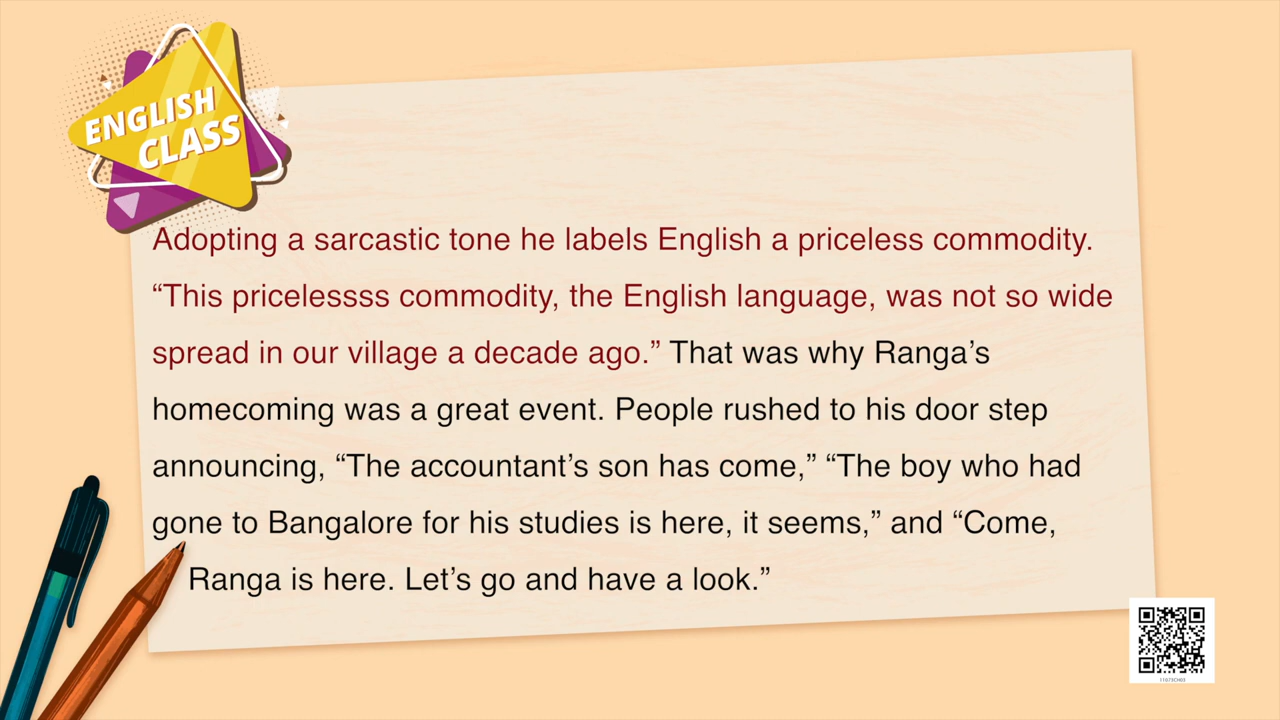 ENGLISH
CLASS
Adopting a sarcastic tone he labels English a priceless commodity.
“This pricelessss commodity, the English language, was not so wide
spread in our village a decade ago.” That was why Ranga’s
homecoming was a great event. People rushed to his door step
announcing, “The accountant’s son has come,” “The boy who had
gone to Bangalore for his studies is here, it seems,” and “Come,
Ranga is here. Let’s go and have a look.”
11073CH03